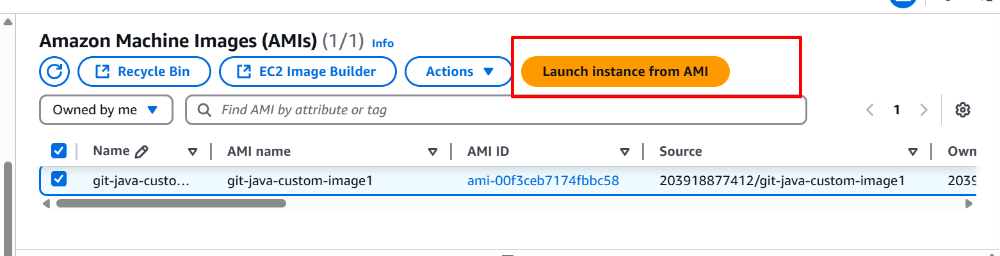 Amazon Machine Images (AMIs) (1/1) Info
Recycle Bin EC2 Image Builder Actions Launch instance from AMI
Owned by me Find AMI by attribute or tag 1
Name AMI name AMI ID Source Own
git-java-custo... git-java-custom-image1 ami-00f3ceb7174fbbc58 203918877412/git-java-custom-image1 2039